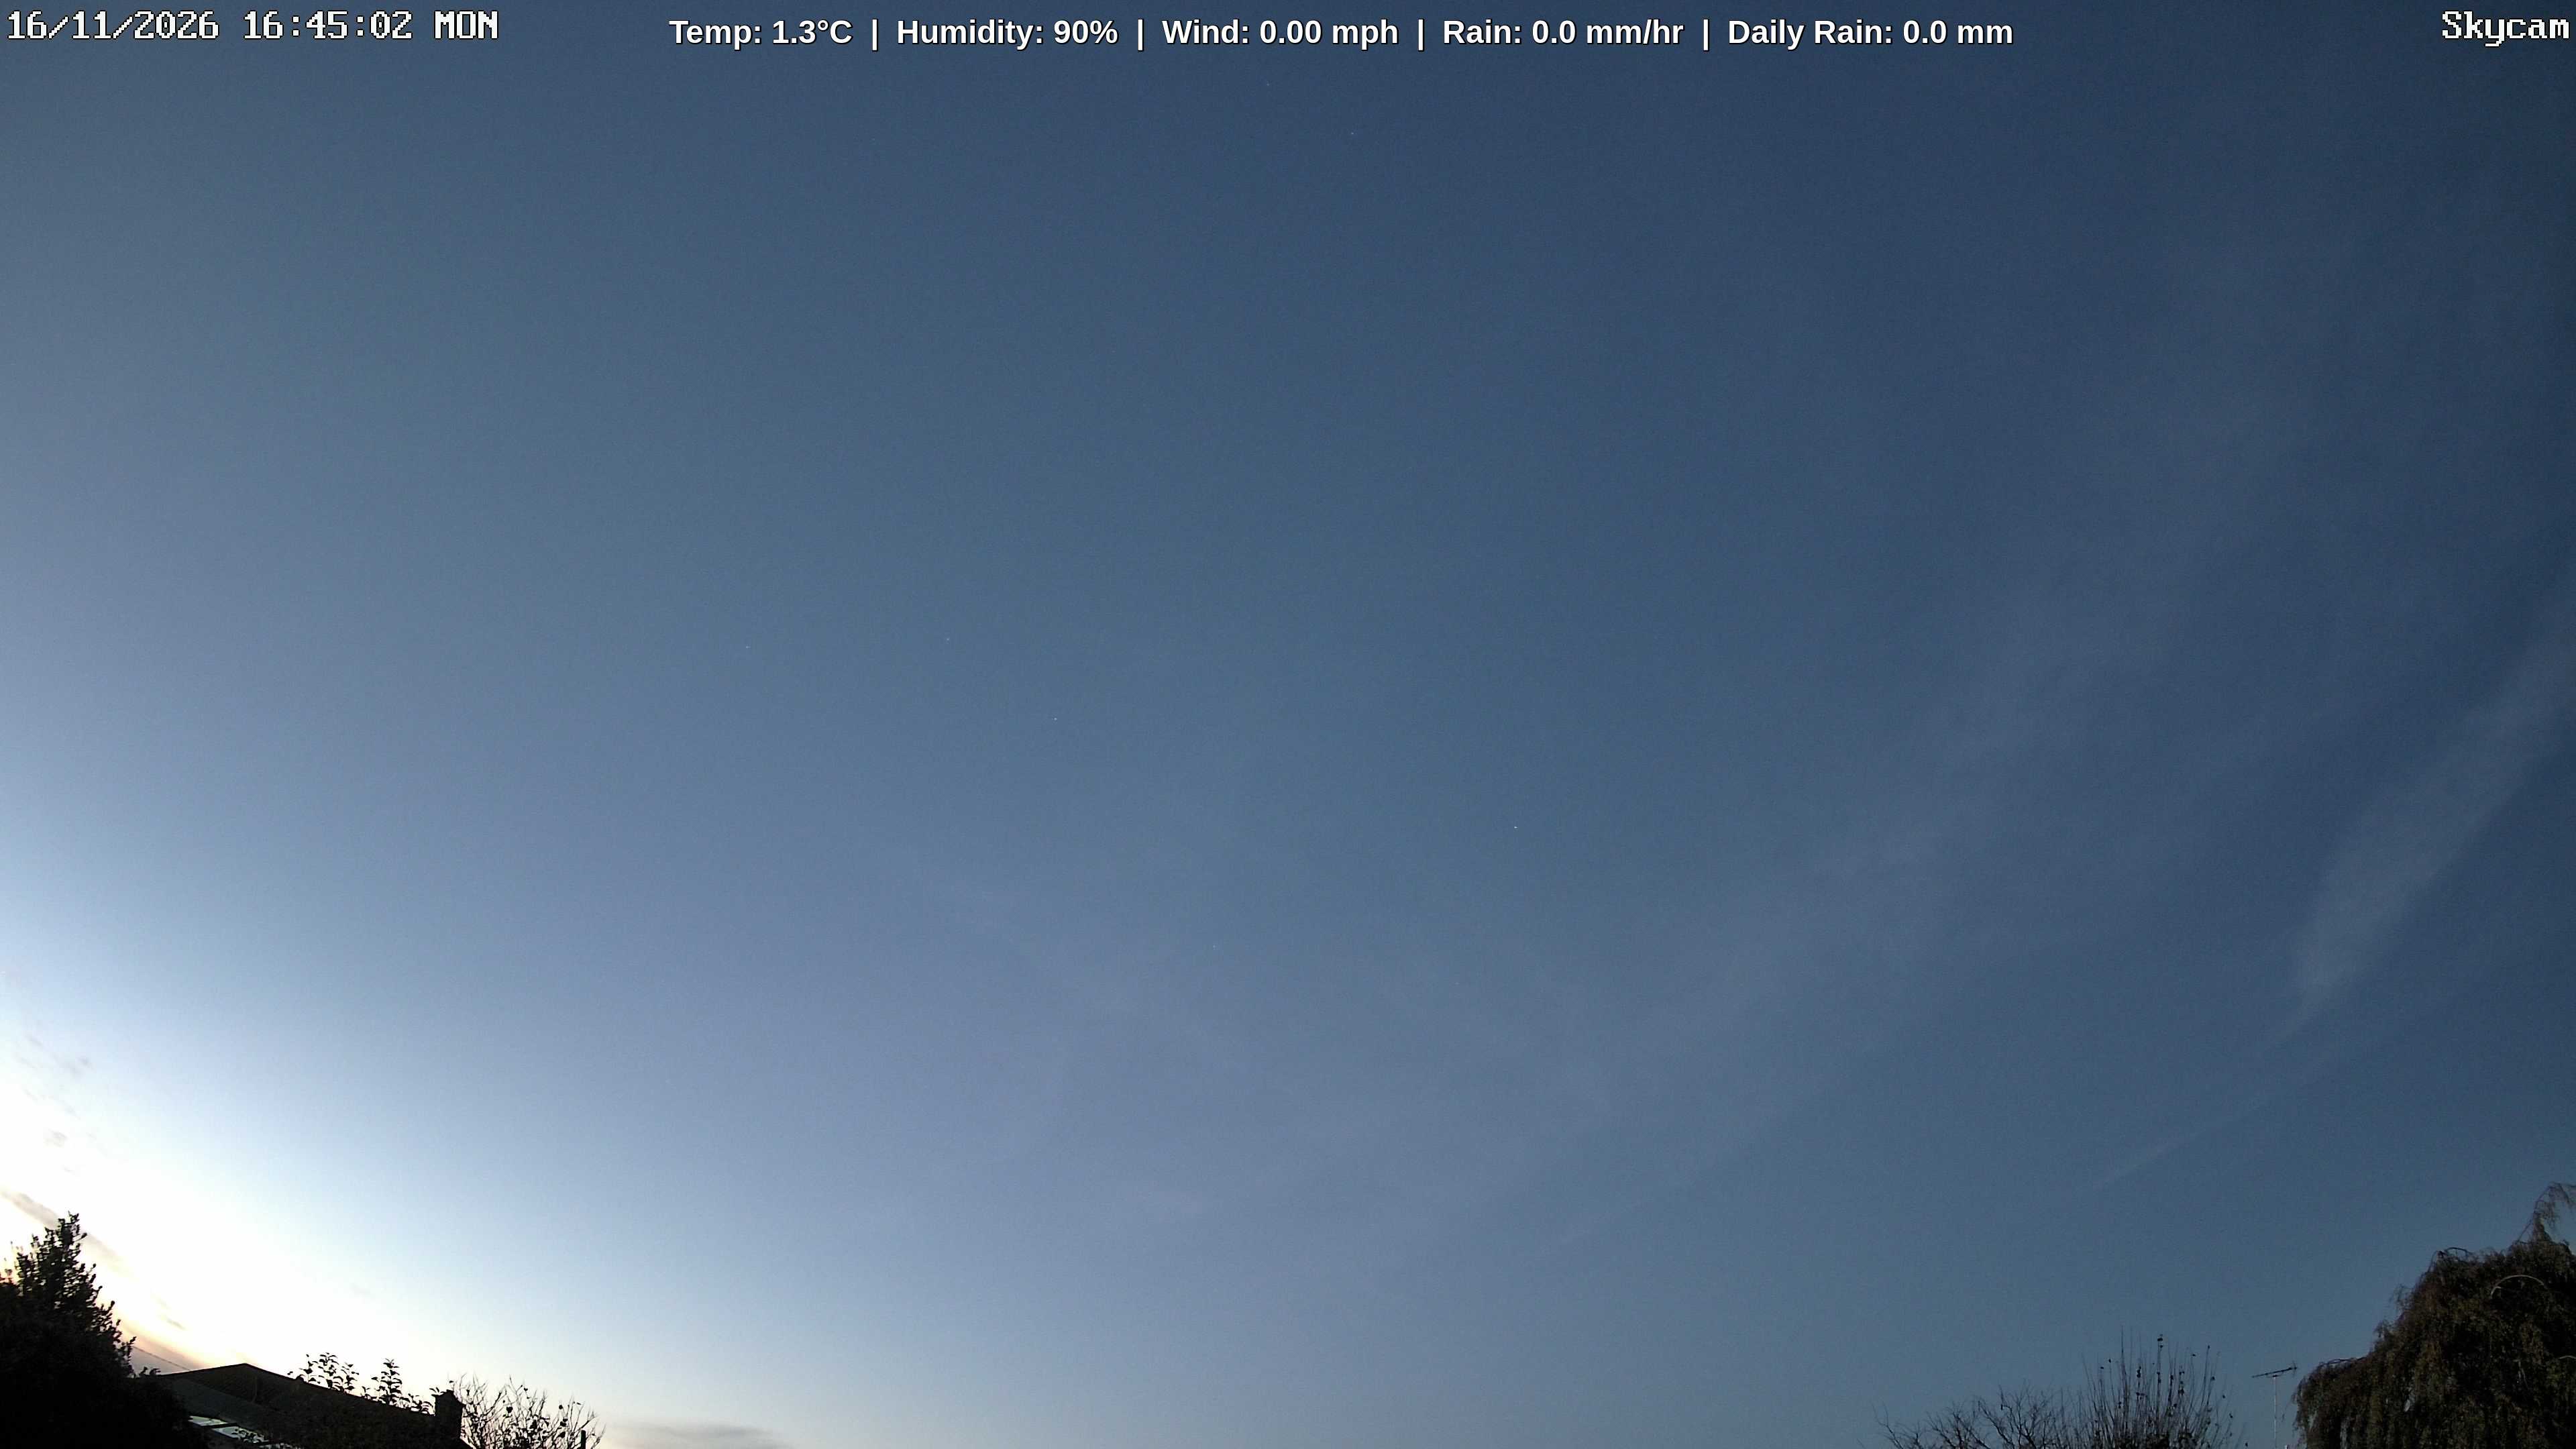 16/11/2026 16:45:02 MON
Temp: 1.3°C | Humidity: 90% | Wind: 0.00 mph | Rain: 0.0 mm/hr | Daily Rain: 0.0 mm
Skycam